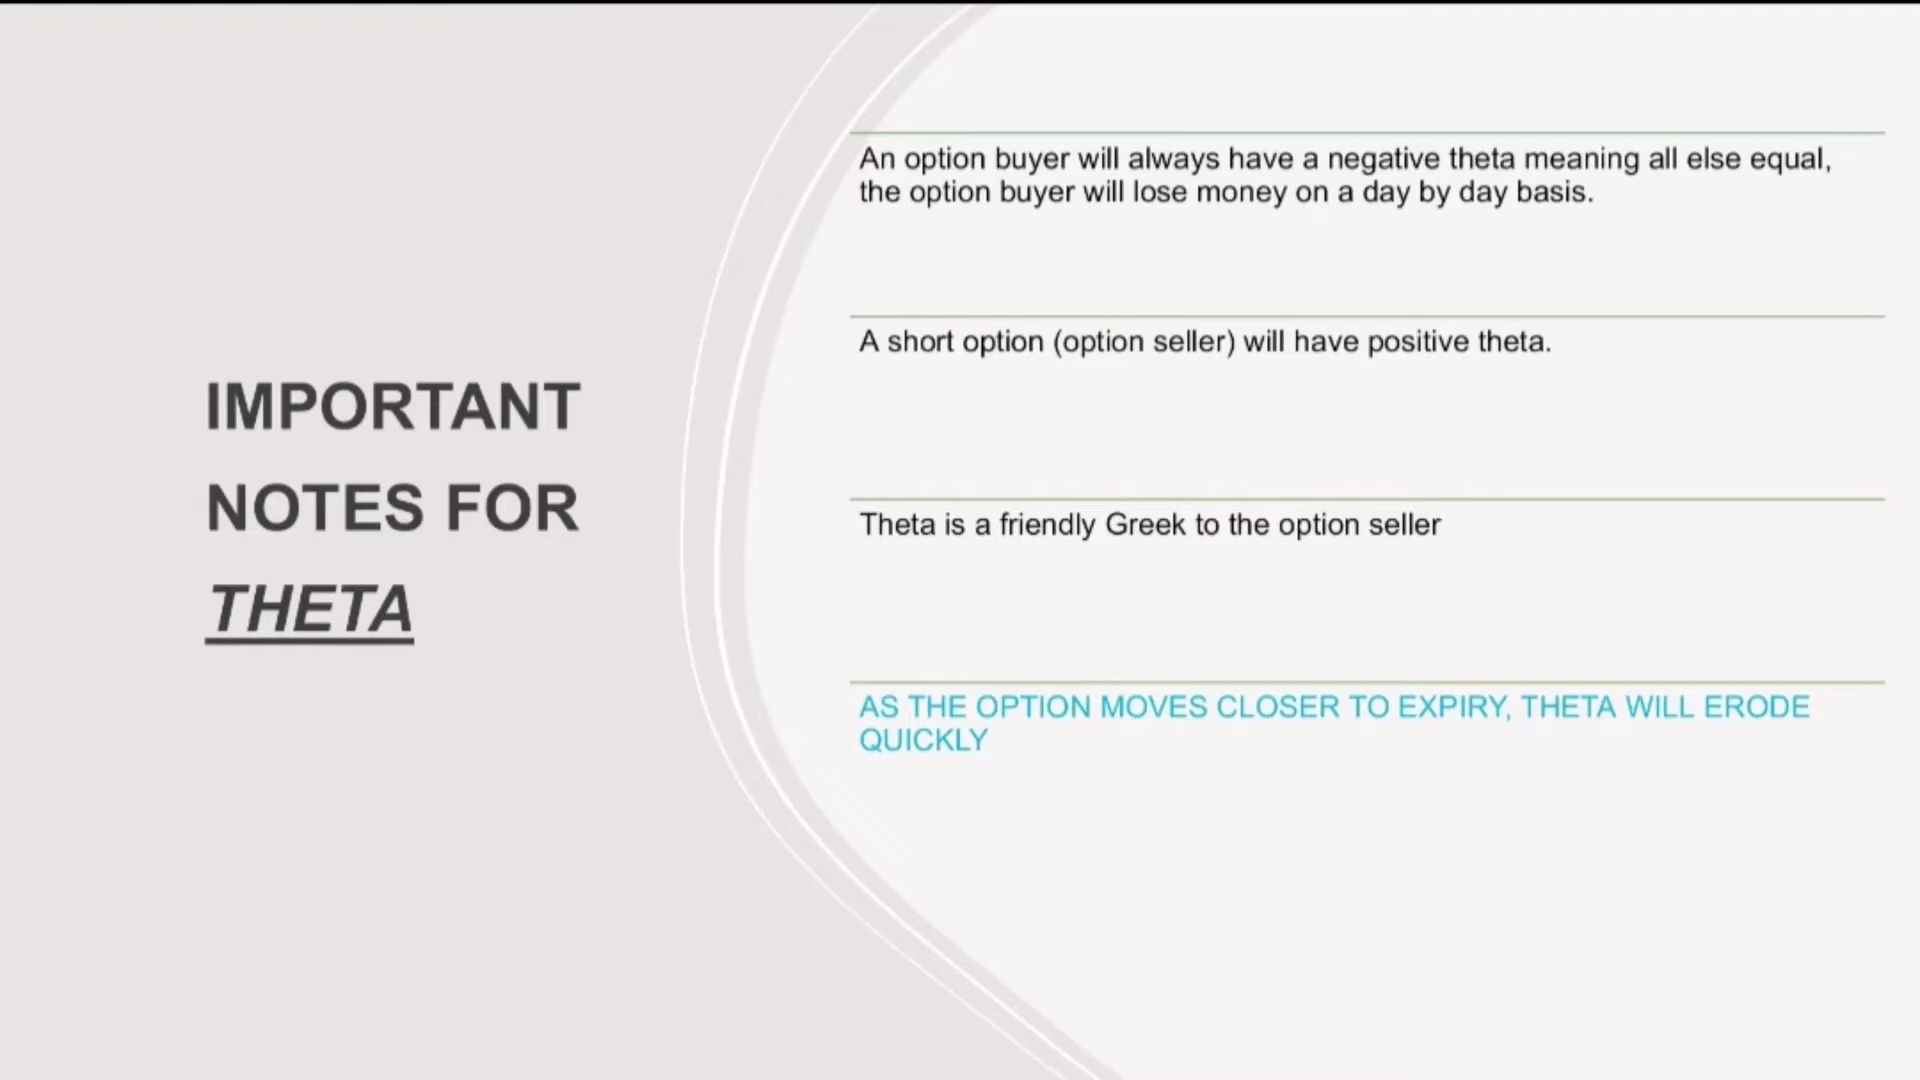 IMPORTANT
NOTES FOR
THETA
An option buyer will always have a negative theta meaning all else equal,
the option buyer will lose money on a day by day basis.
A short option (option seller) will have positive theta.
Theta is a friendly Greek to the option seller
AS THE OPTION MOVES CLOSER TO EXPIRY, THETA WILL ERODE
QUICKLY